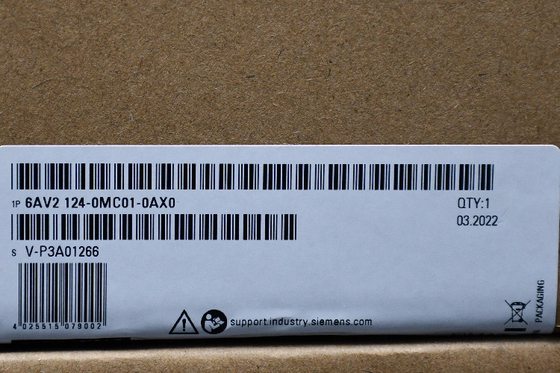 1P 6AV2 124-0MC01-0AX0
QTY:1
03.2022
S V-P3A01266
4 025515 079002
support.industry.siemens.com
PACKAGING